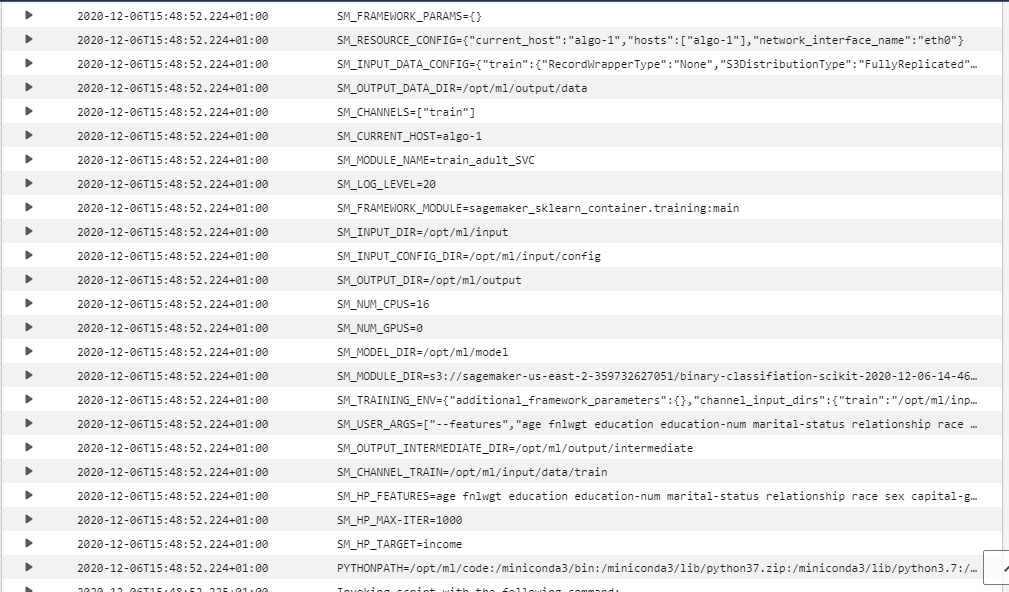 2020-12-06T15:48:52.224+01:00 SM_FRAMEWORK_PARAMS={}
2020-12-06T15:48:52.224+01:00 SM_RESOURCE_CONFIG={"current_host":"algo-1","hosts":["algo-1"],"network_interface_name":"eth0"}
2020-12-06T15:48:52.224+01:00 SM_INPUT_DATA_CONFIG={"train":{"RecordWrapperType":"None","S3DistributionType":"FullyReplicated"…
2020-12-06T15:48:52.224+01:00 SM_OUTPUT_DATA_DIR=/opt/ml/output/data
2020-12-06T15:48:52.224+01:00 SM_CHANNELS=["train"]
2020-12-06T15:48:52.224+01:00 SM_CURRENT_HOST=algo-1
2020-12-06T15:48:52.224+01:00 SM_MODULE_NAME=train_adult_SVC
2020-12-06T15:48:52.224+01:00 SM_LOG_LEVEL=20
2020-12-06T15:48:52.224+01:00 SM_FRAMEWORK_MODULE=sagemaker_sklearn_container.training:main
2020-12-06T15:48:52.224+01:00 SM_INPUT_DIR=/opt/ml/input
2020-12-06T15:48:52.224+01:00 SM_INPUT_CONFIG_DIR=/opt/ml/input/config
2020-12-06T15:48:52.224+01:00 SM_OUTPUT_DIR=/opt/ml/output
2020-12-06T15:48:52.224+01:00 SM_NUM_CPUS=16
2020-12-06T15:48:52.224+01:00 SM_NUM_GPUS=0
2020-12-06T15:48:52.224+01:00 SM_MODEL_DIR=/opt/ml/model
2020-12-06T15:48:52.224+01:00 SM_MODULE_DIR=s3://sagemaker-us-east-2-359732627051/binary-classifiation-scikit-2020-12-06-14-46…
2020-12-06T15:48:52.224+01:00 SM_TRAINING_ENV={"additional_framework_parameters":{},"channel_input_dirs":{"train":"/opt/ml/inp…
2020-12-06T15:48:52.224+01:00 SM_USER_ARGS=["--features","age fnlwgt education education-num marital-status relationship race …
2020-12-06T15:48:52.224+01:00 SM_OUTPUT_INTERMEDIATE_DIR=/opt/ml/output/intermediate
2020-12-06T15:48:52.224+01:00 SM_CHANNEL_TRAIN=/opt/ml/input/data/train
2020-12-06T15:48:52.224+01:00 SM_HP_FEATURES=age fnlwgt education education-num marital-status relationship race sex capital-g…
2020-12-06T15:48:52.224+01:00 SM_HP_MAX-ITER=1000
2020-12-06T15:48:52.224+01:00 SM_HP_TARGET=income
2020-12-06T15:48:52.224+01:00 PYTHONPATH=/opt/ml/code:/miniconda3/bin:/miniconda3/lib/python37.zip:/miniconda3/lib/python3.7:/…
2020-12-06T15:48:52.225+01:00 Invoking script with the following command: